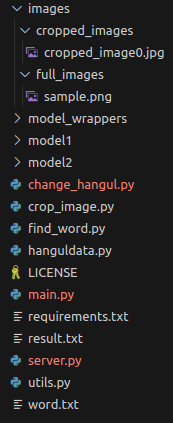 images
cropped_images
cropped_image0.jpg
full_images
sample.png
model_wrappers
model1
model2
change_hangul.py
crop_image.py
find_word.py
hanguldata.py
LICENSE
main.py
requirements.txt
result.txt
server.py
utils.py
word.txt